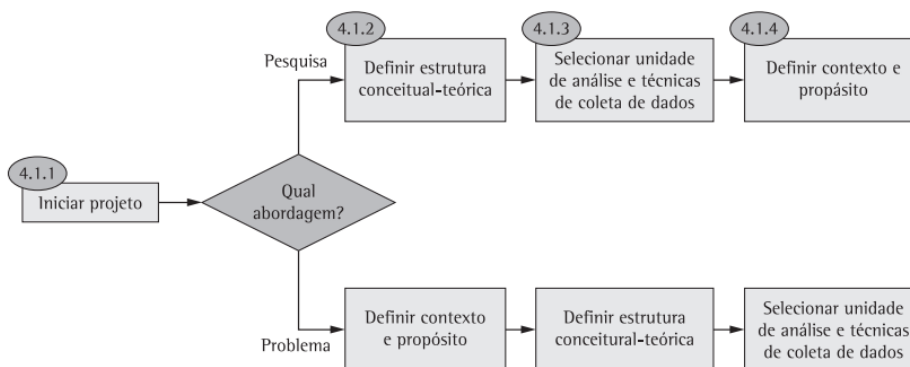 4.1.2
4.1.3
4.1.4
Pesquisa
Definir estrutura
conceitual-teórica
Selecionar unidade
de análise e técnicas
de coleta de dados
Definir contexto e
propásito
4.1.1
Iniciar projeto
Qual
abordagem?
Problema
Definir contexto
e propósito
Definir estrutura
conceitural-teórica
Selecionar unidade
de análise e técnicas
de coleta de dados